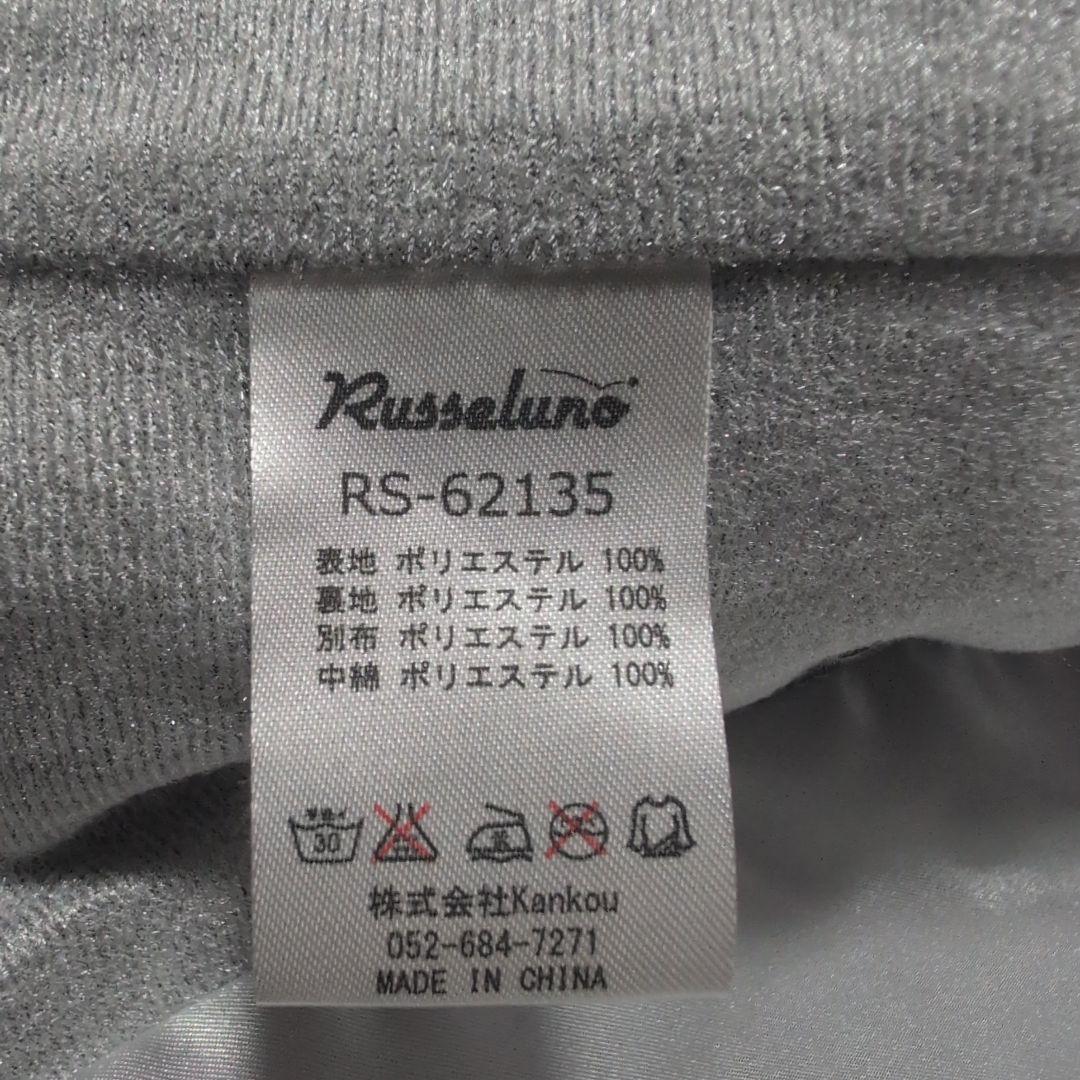 Russeluno
RS-62135
表地 ポリエステル 100%
裏地 ポリエステル 100%
別布 ポリエステル 100%
中綿 ポリエステル 100%
30
株式会社Kankou
052-684-7271
MADE IN CHINA